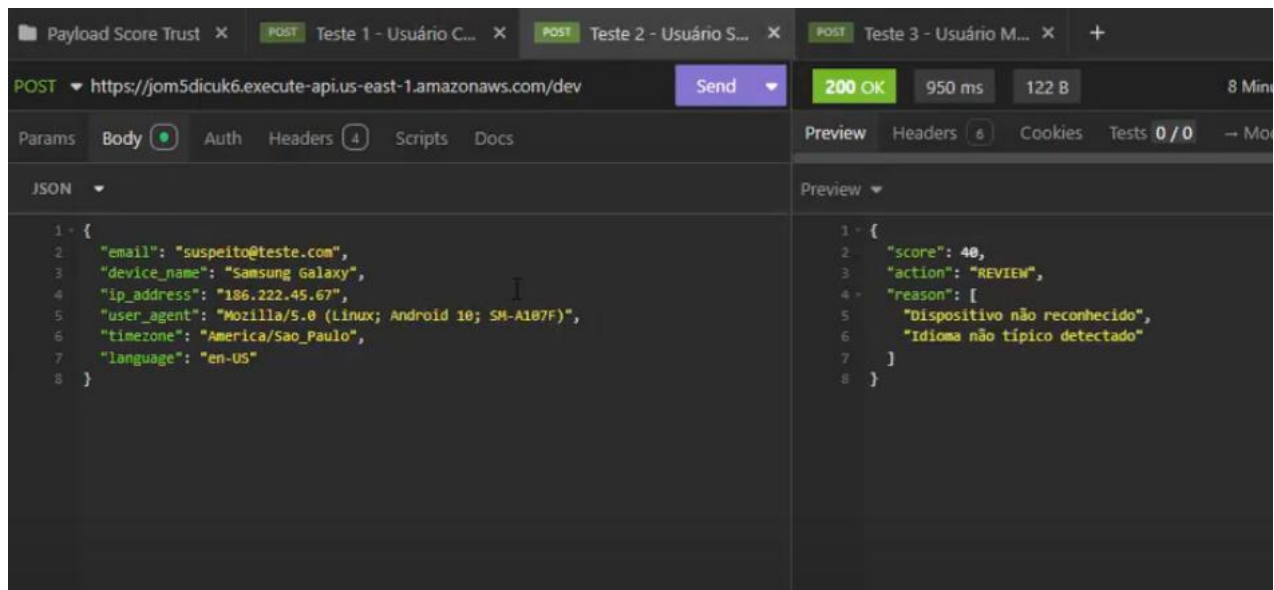 Payload Score Trust ×
POST Teste 1 - Usuário C... ×
POST Teste 2 - Usuário S... ×
POST Teste 3 - Usuário M... × +
POST https://jom5dicuk6.execute-api.us-east-1.amazonaws.com/dev Send
200 OK 950 ms 122 B 8 Minu
Params Body Auth Headers 4 Scripts Docs
Preview Headers 6 Cookies Tests 0 / 0 → Moc
JSON
Preview
1 {
2 "email": "suspeito@teste.com",
3 "device_name": "Samsung Galaxy",
4 "ip_address": "186.222.45.67",
5 "user_agent": "Mozilla/5.0 (Linux; Android 10; SM-A107F)",
6 "timezone": "America/Sao_Paulo",
7 "language": "en-US"
8 }
1 {
2 "score": 40,
3 "action": "REVIEW",
4 "reason": [
5 "Dispositivo não reconhecido",
6 "Idioma não típico detectado"
7 ]
8 }